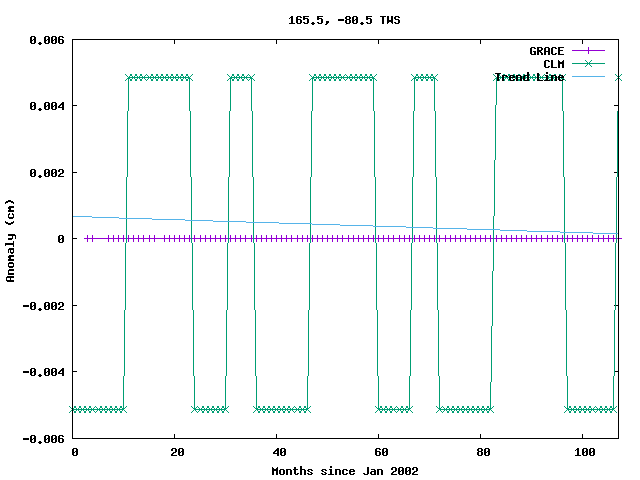 165.5, -80.5 TWS
0.006
0.004
0.002
0
-0.002
-0.004
-0.006
Anomaly (cm)
GRACE
CLM
Trend Line
0 20 40 60 80 100
Months since Jan 2002